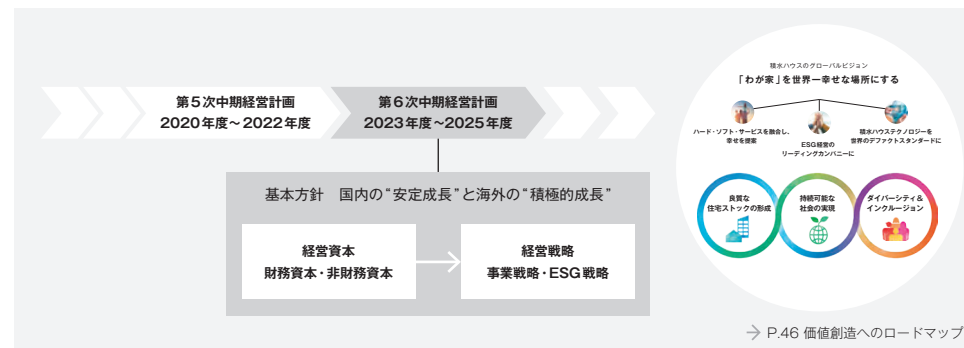 第5次中期経営計画
2020年度～2022年度
第6次中期経営計画
2023年度～2025年度
基本方針　国内の“安定成長”と海外の“積極的成長”
経営資本
財務資本・非財務資本
経営戦略
事業戦略・ESG戦略
積水ハウスのグローバルビジョン
「わが家」を世界一幸せな場所にする
ハード・ソフト・サービスを融合し、
幸せを提案
ESG経営の
リーディングカンパニーに
積水ハウステクノロジーを
世界のデファクトスタンダードに
良質な
住宅ストックの形成
持続可能な
社会の実現
ダイバーシティ＆
インクルージョン
→ P.46 価値創造へのロードマップ